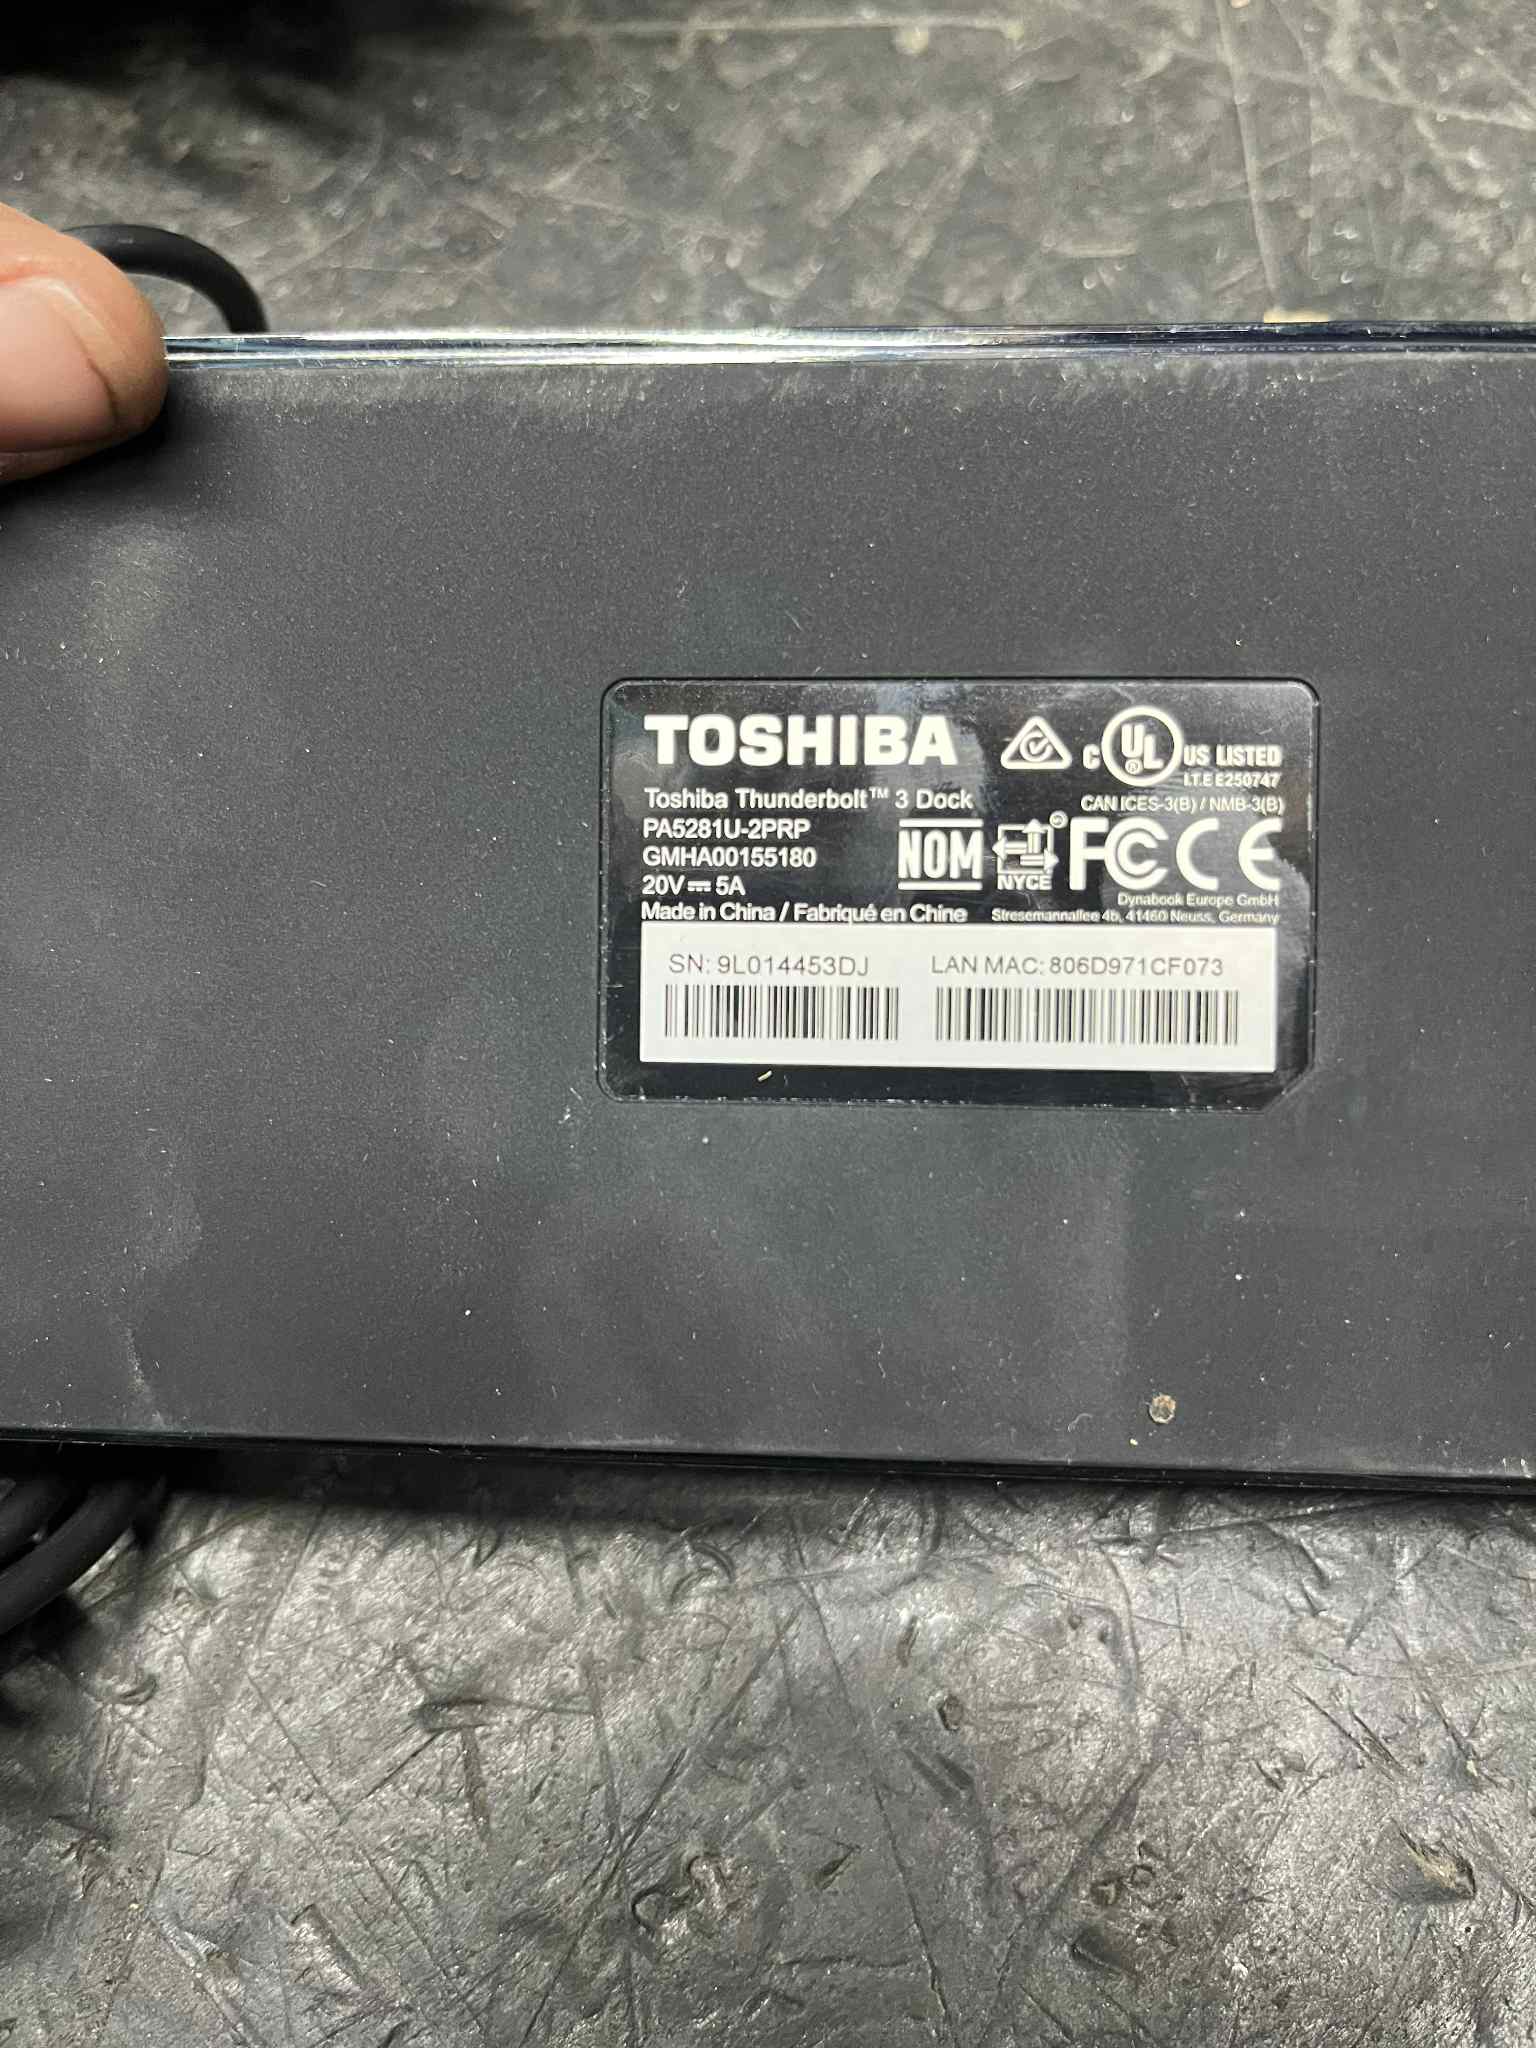 TOSHIBA
C UL ® US LISTED
I.T.E E250747
Toshiba Thunderbolt™ 3 Dock
CAN ICES-3(B) / NMB-3(B)
PA5281U-2PRP
GMHA00155180
NOM NYCE FC CE
20V⎓5A
Dynabook Europe GmbH
Made in China / Fabriqué en Chine
Stresemannallee 4b, 41460 Neuss, Germany
SN: 9L014453DJ
LAN MAC: 806D971CF073